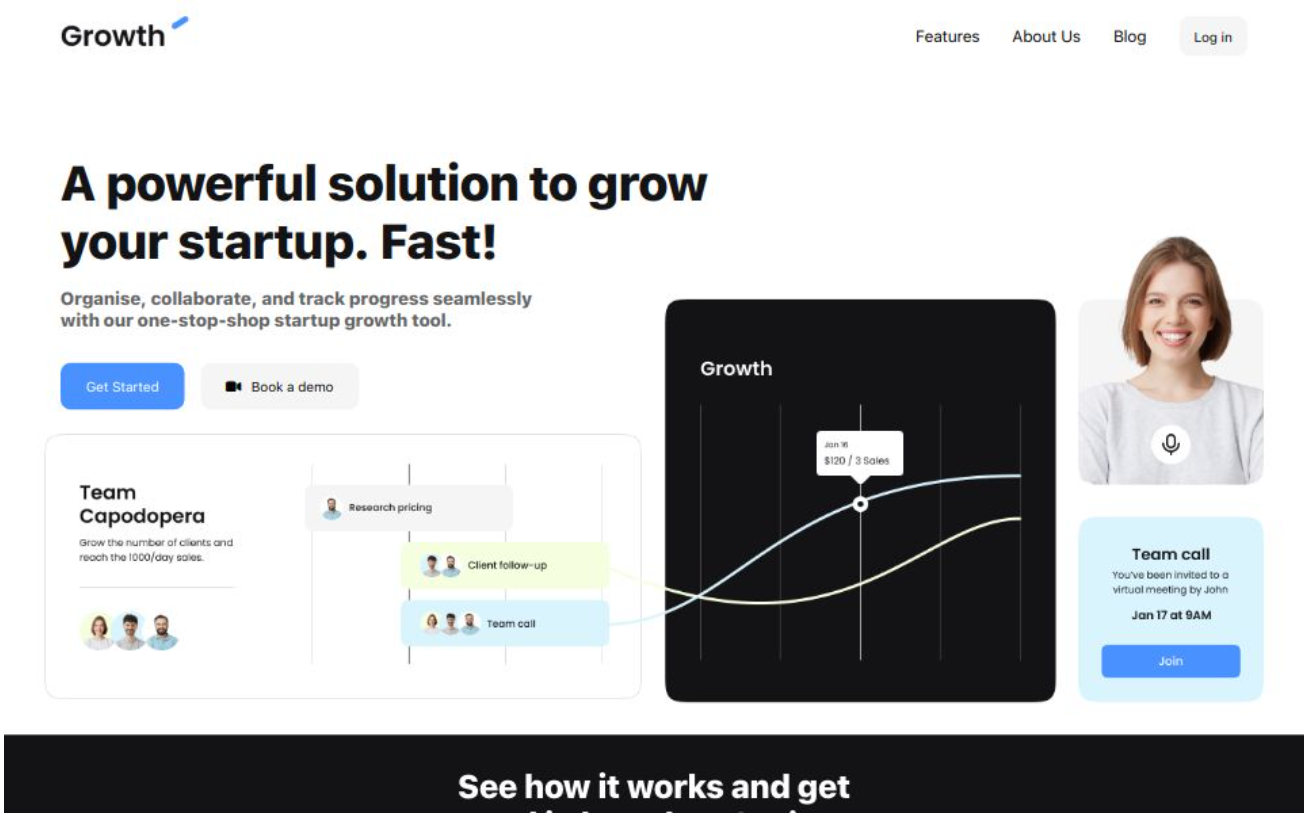 Growth
Features
About Us
Blog
Log in
A powerful solution to grow
your startup. Fast!
Organise, collaborate, and track progress seamlessly
with our one-stop-shop startup growth tool.
Get Started
Book a demo
Team
Capodopera
Grow the number of clients and
reach the 1000/day sales.
Research pricing
Client follow-up
Team call
Growth
Jan 16
$120 / 3 Sales
Team call
You've been invited to a
virtual meeting by John
Jan 17 at 9AM
Join
See how it works and get